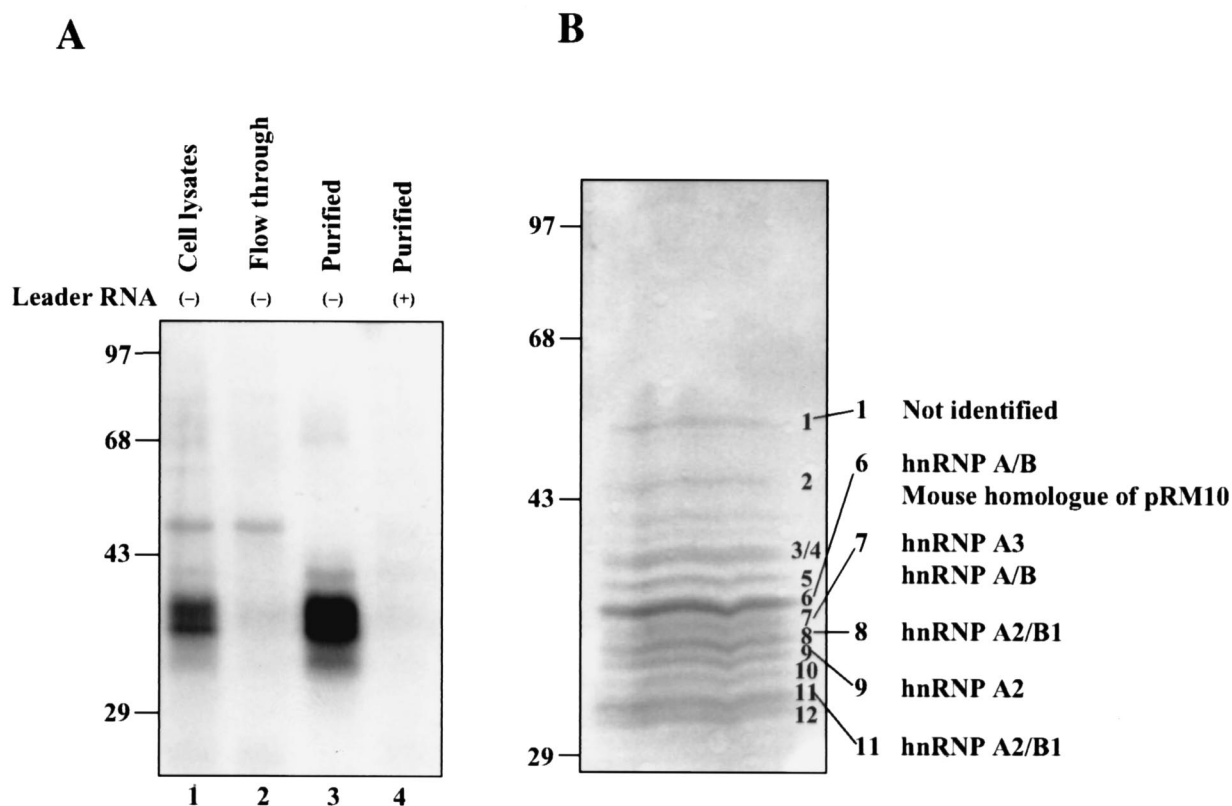 A
Cell lysates
Flow through
Purified
Purified
Leader RNA (–) (–) (–) (+)
97
68
43
29
1 2 3 4
B
97
68
43
29
1
2
3/4
5
6
7
8
9
10
11
12
1 Not identified
6 hnRNP A/B
Mouse homologue of pRM10
7 hnRNP A3
hnRNP A/B
8 hnRNP A2/B1
9 hnRNP A2
11 hnRNP A2/B1